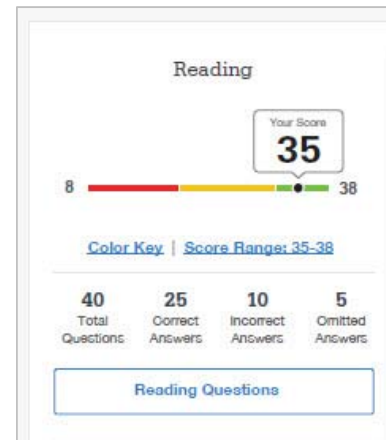 Reading
Your Score
35
8 38
Color Key | Score Range: 35-38
40 25 10 5
Total Correct Incorrect Omitted
Questions Answers Answers Answers
Reading Questions